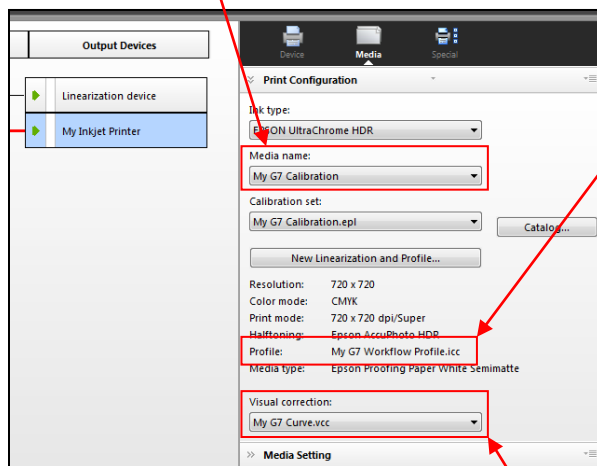 Output Devices
Linearization device
My Inkjet Printer
Device Media Special
Print Configuration
Ink type:
EPSON UltraChrome HDR
Media name:
My G7 Calibration
Calibration set:
My G7 Calibration.epl
Catalog...
New Linearization and Profile...
Resolution: 720 x 720
Color mode: CMYK
Print mode: 720 x 720 dpi/Super
Halftoning: Epson AccuPhoto HDR
Profile: My G7 Workflow Profile.icc
Media type: Epson Proofing Paper White Semimatte
Visual correction:
My G7 Curve.vcc
Media Setting